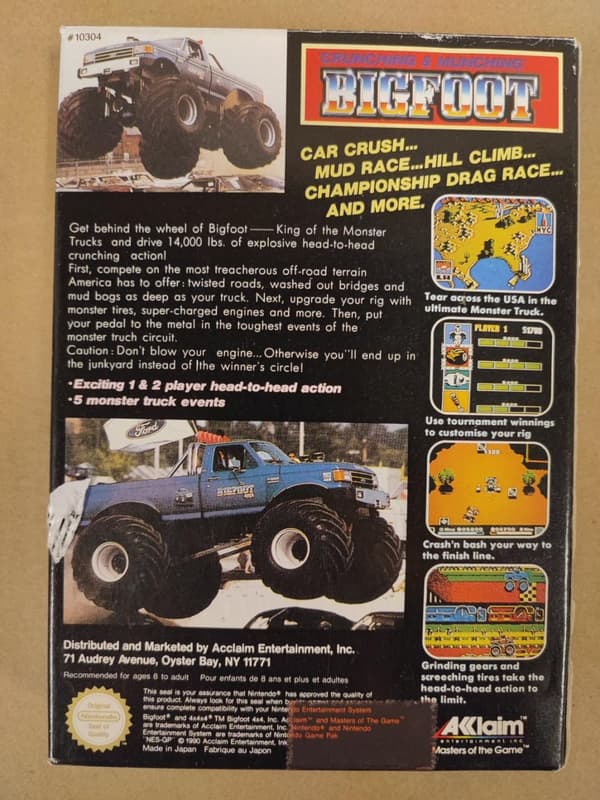 #10304
CRUNCHING & MUNCHING
BIGFOOT
CAR CRUSH...
MUD RACE...HILL CLIMB...
CHAMPIONSHIP DRAG RACE...
AND MORE.
Get behind the wheel of Bigfoot — King of the Monster
Trucks and drive 14,000 lbs. of explosive head-to-head
crunching action!
First, compete on the most treacherous off-road terrain
America has to offer: twisted roads, washed out bridges and
mud bogs as deep as your truck. Next, upgrade your rig with
monster tires, super-charged engines and more. Then, put
your pedal to the metal in the toughest events of the
monster truch circuit.
Caution: Don't blow your engine... Otherwise you''ll end up in
the junkyard instead of the winner's circle!
•Exciting 1 & 2 player head-to-head action
•5 monster truck events
NYC
Tear across the USA in the
ultimate Monster Truck.
PLAYER 1
Use tournament winnings
to customise your rig
Crash'n bash your way to
the finish line.
Grinding gears and
screeching tires take the
head-to-head action to
the limit.
Ford
BIGFOOT
Distributed and Marketed by Acclaim Entertainment, Inc.
71 Audrey Avenue, Oyster Bay, NY 11771
Recommended for ages 8 to adult Pour enfants de 8 ans et plus et adultes
Original
Nintendo
Seal of
Quality
This seal is your assurance that Nintendo® has approved the quality of
this product. Always look for this seal when
ensure complete compatibility with your Nintendo Entertainment System
Bigfoot® and 4x4x4® TM Bigfoot 4x4, Inc. Acclaim™ and Masters of The Game™
are trademarks of Acclaim Entertainment, Inc. Nintendo® and Nintendo
Entertainment System are trademarks of Nintendo Game Pak
"NES-GP" © 1990 Acclaim Entertainment, Ink
Made in Japan Fabrique au Japon
AKlaim
entertainment inc
Masters of the Game™